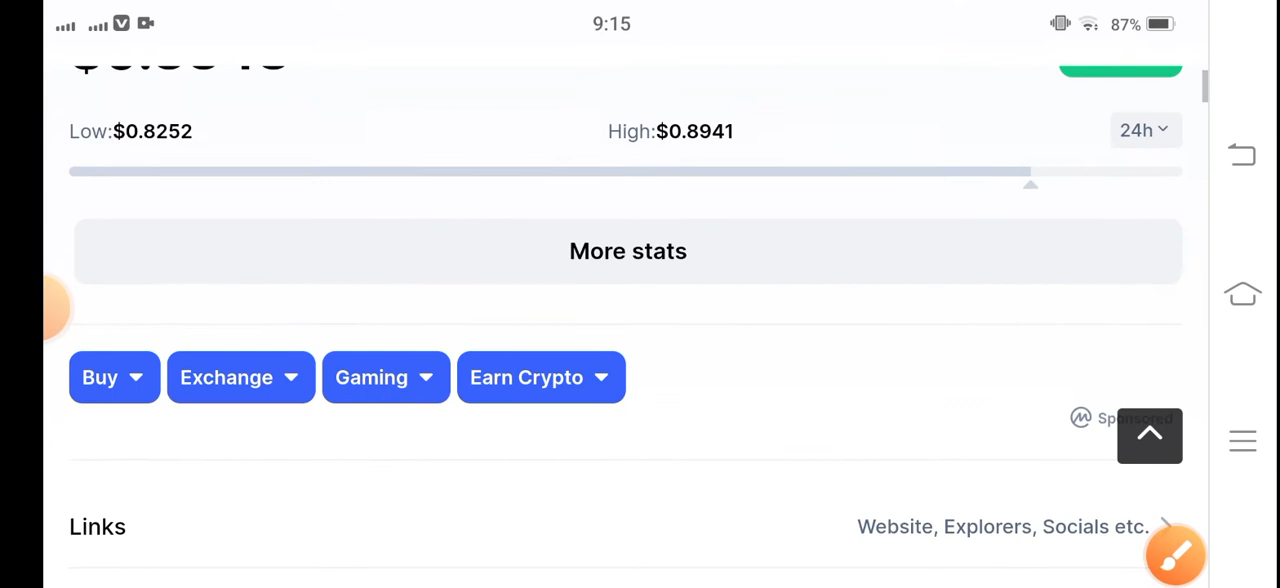 9:15
87%
Low:$0.8252
High:$0.8941
24h
More stats
Buy
Exchange
Gaming
Earn Crypto
Sponsored
Links
Website, Explorers, Socials etc.